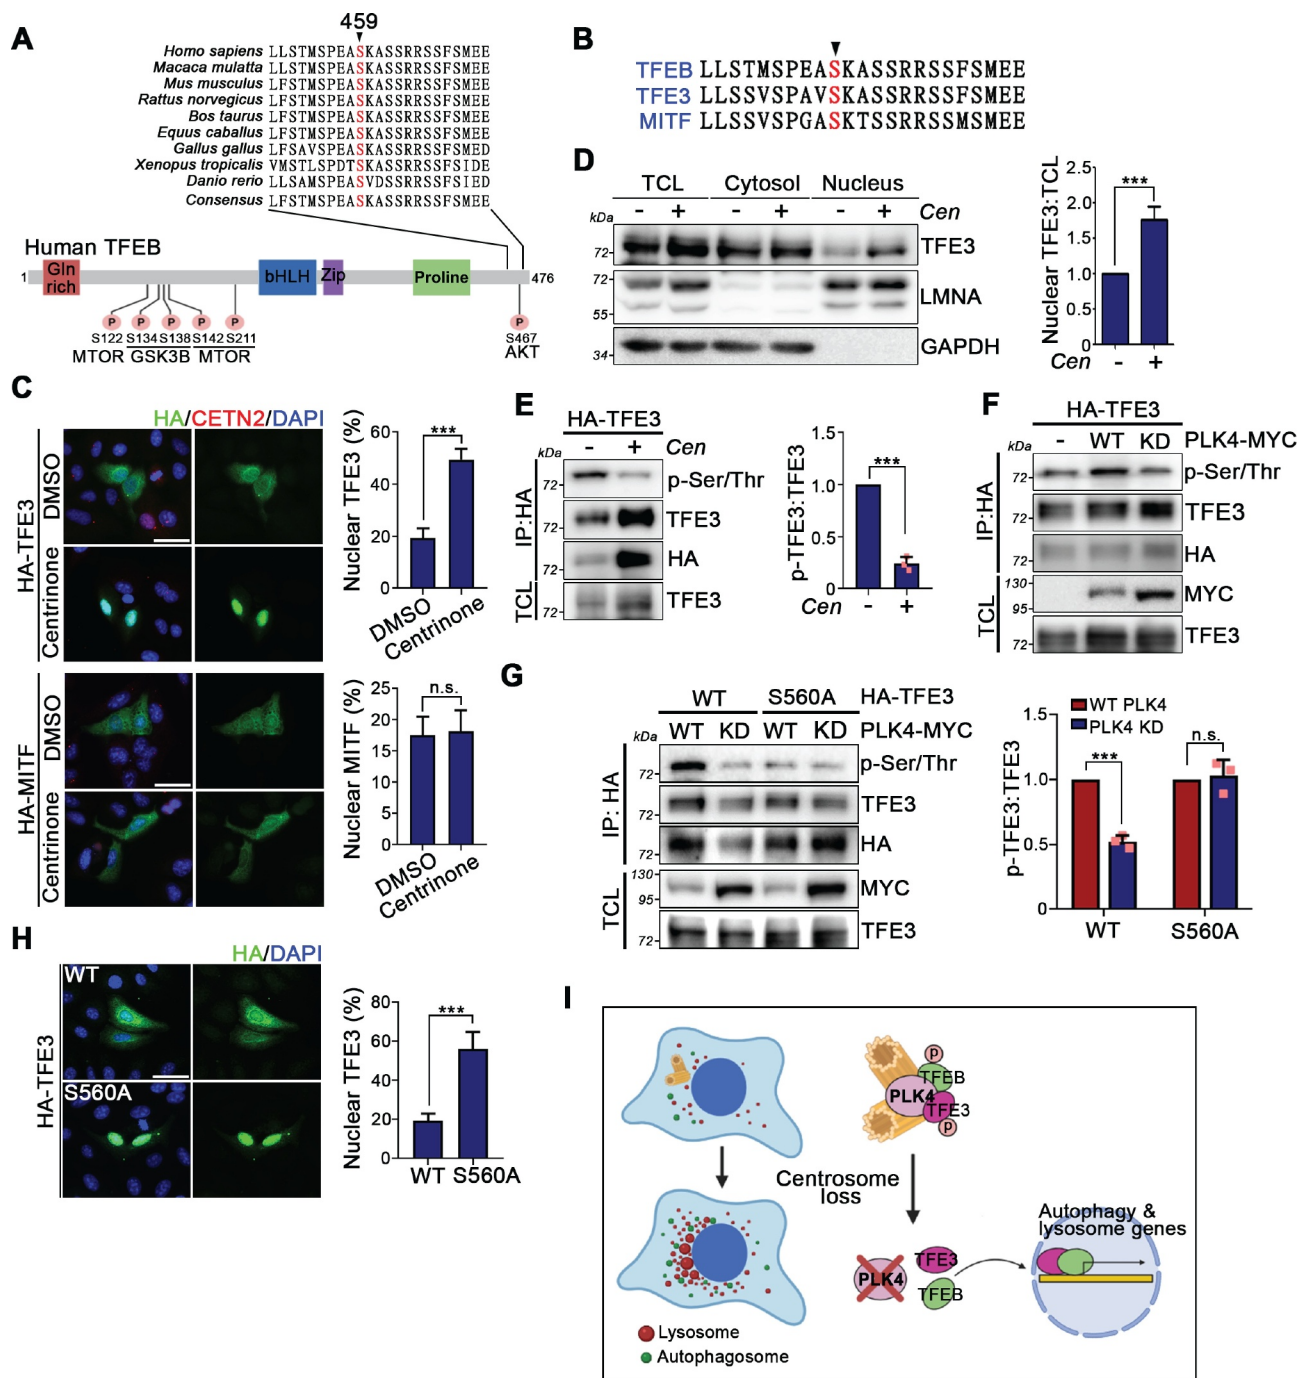 A
459
Homo sapiens LLSTMSPEASKASSRRSSFSMEE
Macaca mulatta LLSTMSPEASKASSRRSSFSMEE
Mus musculus LFSTMSPEASKASSRRSSFSMEE
Rattus norvegicus LFSTMSPEASKASSRRSSFSMEE
Bos taurus LFSTMSPEASKASSRRSSFSMEE
Equus caballus LFSTMSPEASKASSRRSSFSMEE
Gallus gallus LFSAVSPEASKASSRRSSFSMED
Xenopus tropicalis VMSTLSPDTSKASSRRSSFSIDE
Danio rerio LLSAMSPEASVDSSRRSSFSIED
Consensus LFSTMSPEASKASSRRSSFSMEE
Human TFEB
1 Gln rich bHLH Zip Proline 476
P P P P P P
S122 S134 S138 S142 S211 S467
MTOR GSK3B MTOR AKT
B
TFEB LLSTMSPEASKASSRRSSFSMEE
TFE3 LLSSVSPAVSKASSRRSSFSMEE
MITF LLSSVSPGASKTSSRRSSMSMEE
C
HA/CETN2/DAPI
HA-TFE3
DMSO
Centrinone
Nuclear TFE3 (%)
60
40
20
0
***
DMSO
Centrinone
HA-MITF
DMSO
Centrinone
Nuclear MITF (%)
25
20
15
10
5
0
n.s.
DMSO
Centrinone
D
TCL Cytosol Nucleus
kDa - + - + - + Cen
72 TFE3
72 LMNA
55
34 GAPDH
Nuclear TFE3:TCL
2.5
2.0
1.5
1.0
0.5
0
***
Cen - +
E
HA-TFE3
kDa - + Cen
IP:HA
72 p-Ser/Thr
72 TFE3
72 HA
TCL
72 TFE3
p-TFE3:TFE3
1.5
1.0
0.5
0
***
Cen - +
F
HA-TFE3
kDa - WT KD PLK4-MYC
IP:HA
72 p-Ser/Thr
72 TFE3
72 HA
TCL
130 MYC
95
72 TFE3
G
WT S560A HA-TFE3
kDa WT KD WT KD PLK4-MYC
IP: HA
72 p-Ser/Thr
72 TFE3
72 HA
TCL
130 MYC
95
72 TFE3
WT PLK4
PLK4 KD
p-TFE3:TFE3
1.5
1.0
0.5
0
***
n.s.
WT S560A
H
HA/DAPI
HA-TFE3
WT
S560A
Nuclear TFE3 (%)
80
60
40
20
0
***
WT S560A
I
P
TFEB
PLK4
TFE3
P
Centrosome
loss
PLK4
TFE3
TFEB
Autophagy &
lysosome genes
Lysosome
Autophagosome